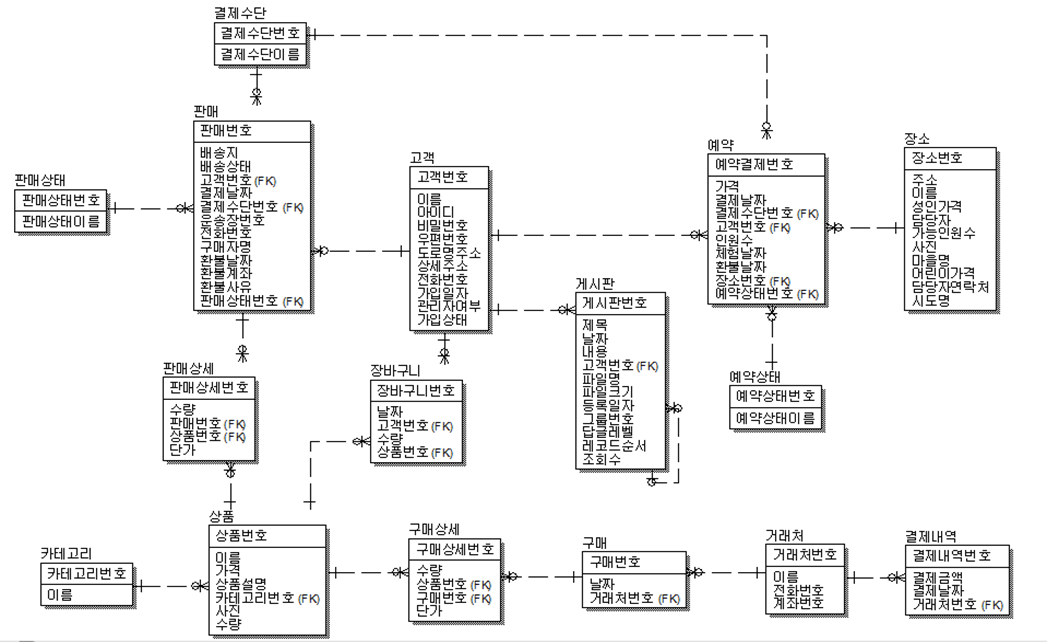 결제수단
결제수단번호
결제수단이름
판매
판매번호
배송지
배송상태
고객번호(FK)
결제날짜
결제수단번호 (FK)
운송장번호
전화번호
구매자명
환불날짜
환불계좌
환불사유
판매상태번호 (FK)
판매상태
판매상태번호
판매상태이름
고객
고객번호
이름
아이디
비밀번호
우편번호
도로명주소
상세주소
전화번호
가입일자
관리자여부
가입상태
예약
예약결제번호
가격
결제날짜
결제수단번호 (FK)
고객번호 (FK)
인원수
체험날짜
환불날짜
장소번호 (FK)
예약상태번호 (FK)
장소
장소번호
주소
이름
성인가격
담당자
가능인원수
사진
마을명
어린이가격
담당자연락처
시도명
게시판
게시판번호
제목
날짜
내용
고객번호 (FK)
파일명
파일크기
등록일자
그룹번호
답글레벨
레코드순서
조회수
예약상태
예약상태번호
예약상태이름
판매상세
판매상세번호
수량
판매번호 (FK)
상품번호 (FK)
단가
장바구니
장바구니번호
날짜
고객번호 (FK)
수량
상품번호 (FK)
상품
상품번호
이름
가격
상품설명
카테고리번호 (FK)
사진
수량
카테고리
카테고리번호
이름
구매상세
구매상세번호
수량
상품번호 (FK)
구매번호 (FK)
단가
구매
구매번호
날짜
거래처번호 (FK)
거래처
거래처번호
이름
전화번호
계좌번호
결제내역
결제내역번호
결제금액
결제날짜
거래처번호 (FK)